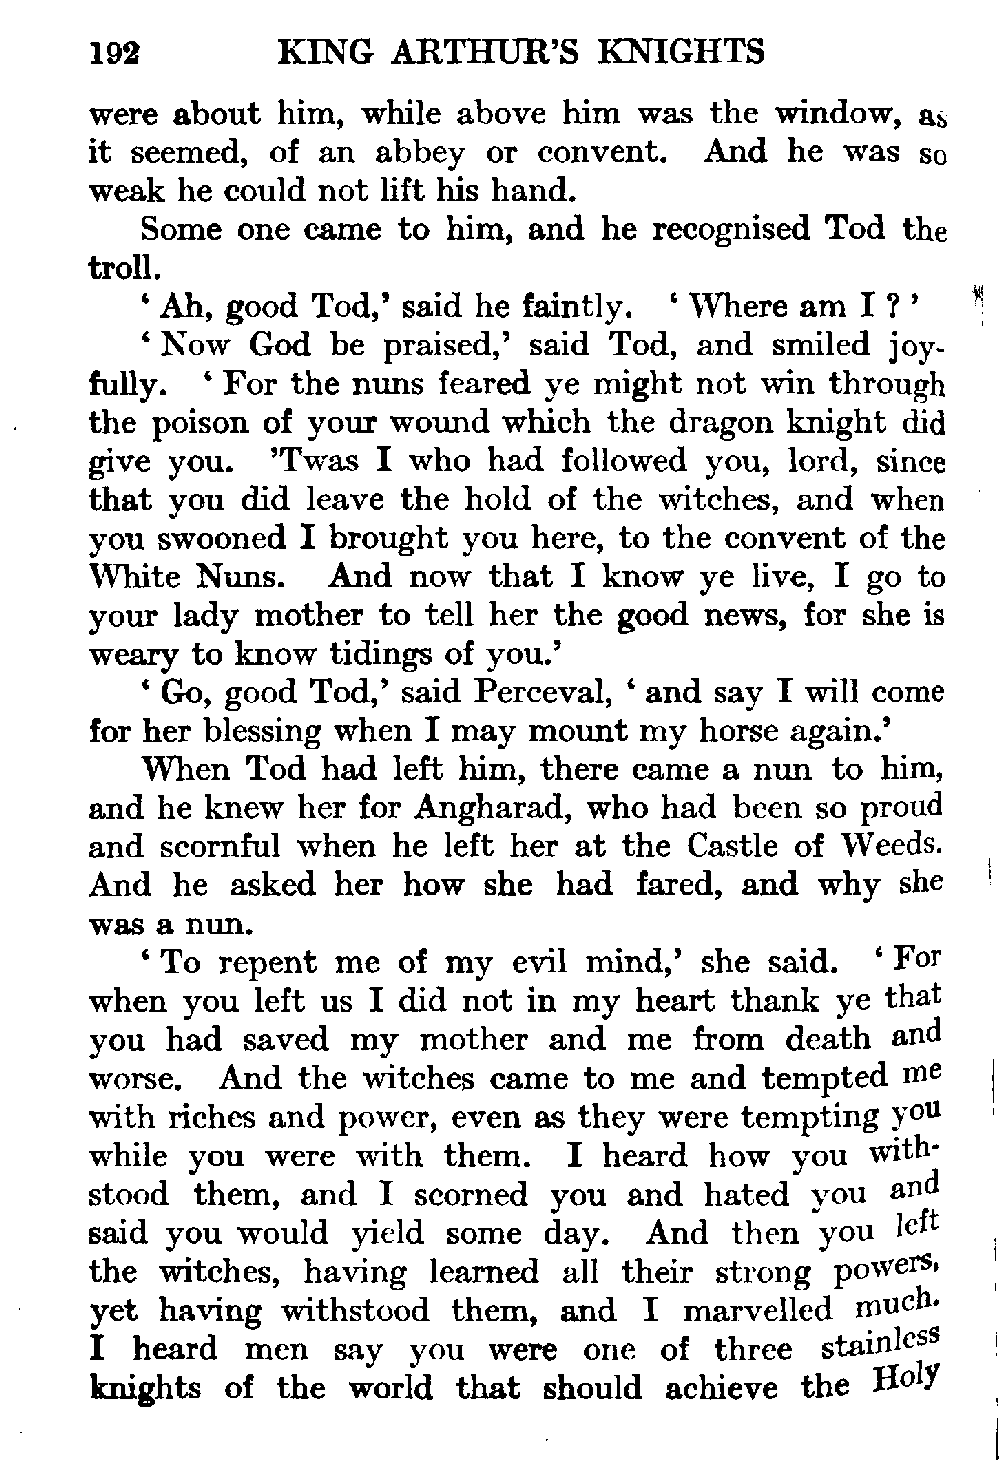 192 KING ARTHUR'S KNIGHTS
were about him, while above him was the window, as
it seemed, of an abbey or convent. And he was so
weak he could not lift his hand.
Some one came to him, and he recognised Tod the
troll.
‘ Ah, good Tod,’ said he faintly. ‘ Where am I ? ’
‘ Now God be praised,’ said Tod, and smiled joy-
fully. ‘ For the nuns feared ye might not win through
the poison of your wound which the dragon knight did
give you. ’Twas I who had followed you, lord, since
that you did leave the hold of the witches, and when
you swooned I brought you here, to the convent of the
White Nuns. And now that I know ye live, I go to
your lady mother to tell her the good news, for she is
weary to know tidings of you.’
‘ Go, good Tod,’ said Perceval, ‘ and say I will come
for her blessing when I may mount my horse again.’
When Tod had left him, there came a nun to him,
and he knew her for Angharad, who had been so proud
and scornful when he left her at the Castle of Weeds.
And he asked her how she had fared, and why she
was a nun.
‘ To repent me of my evil mind,’ she said. ‘ For
when you left us I did not in my heart thank ye that
you had saved my mother and me from death and
worse. And the witches came to me and tempted me
with riches and power, even as they were tempting you
while you were with them. I heard how you with-
stood them, and I scorned you and hated you and
said you would yield some day. And then you left
the witches, having learned all their strong powers,
yet having withstood them, and I marvelled much.
I heard men say you were one of three stainless
knights of the world that should achieve the Holy